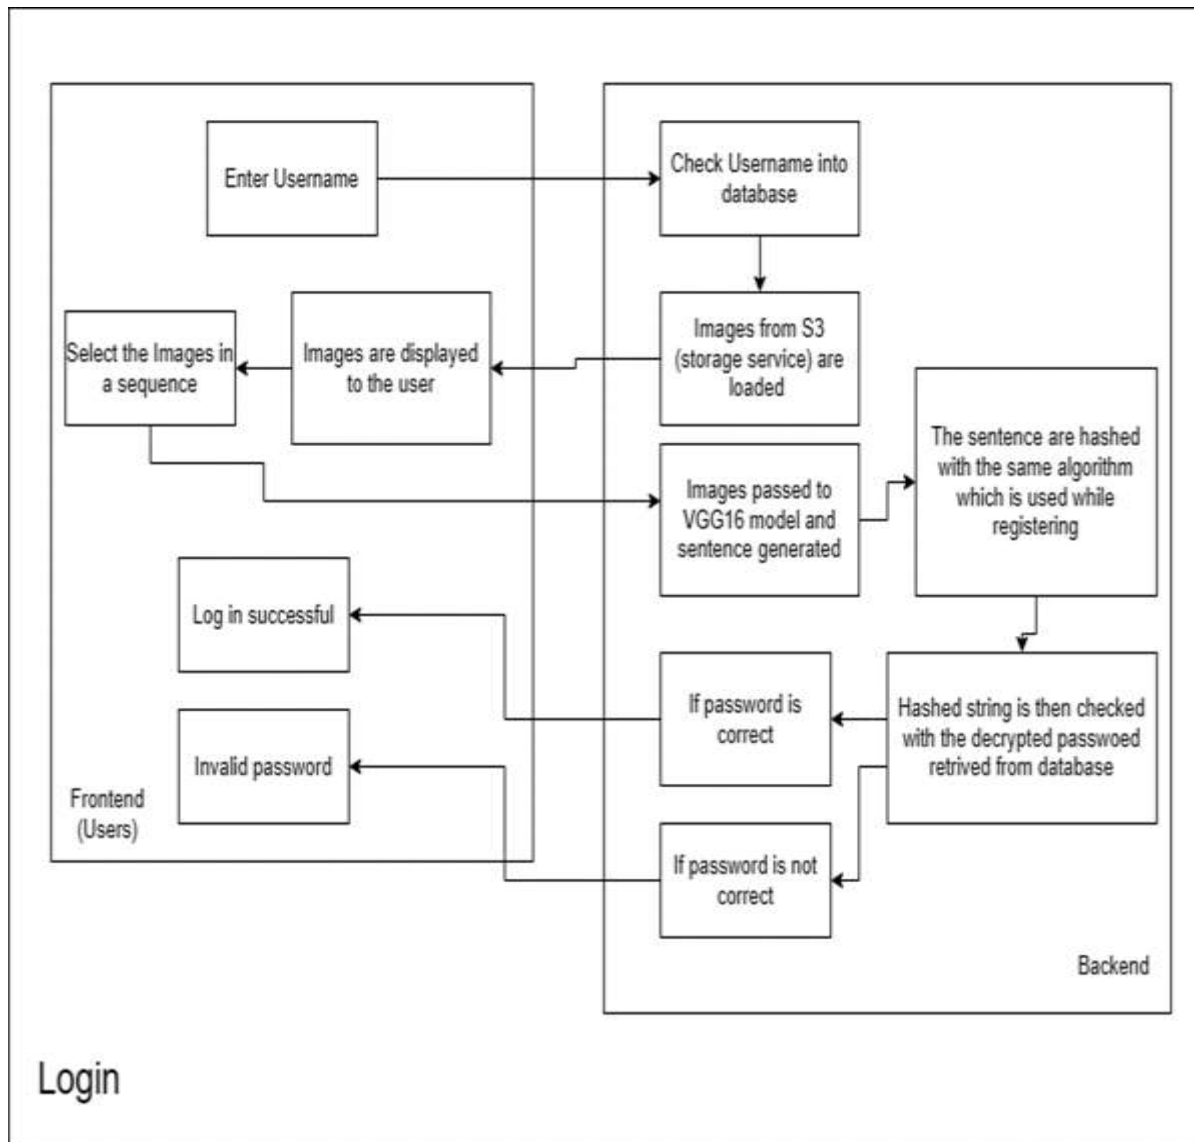 Enter Username
Check Username into
database
Images from S3
(storage service) are
loaded
Images are displayed
to the user
Select the Images in
a sequence
Images passed to
VGG16 model and
sentence generated
The sentence are hashed
with the same algorithm
which is used while
registering
Hashed string is then checked
with the decrypted passwoed
retrived from database
If password is
correct
Log in successful
If password is not
correct
Invalid password
Frontend
(Users)
Backend
Login